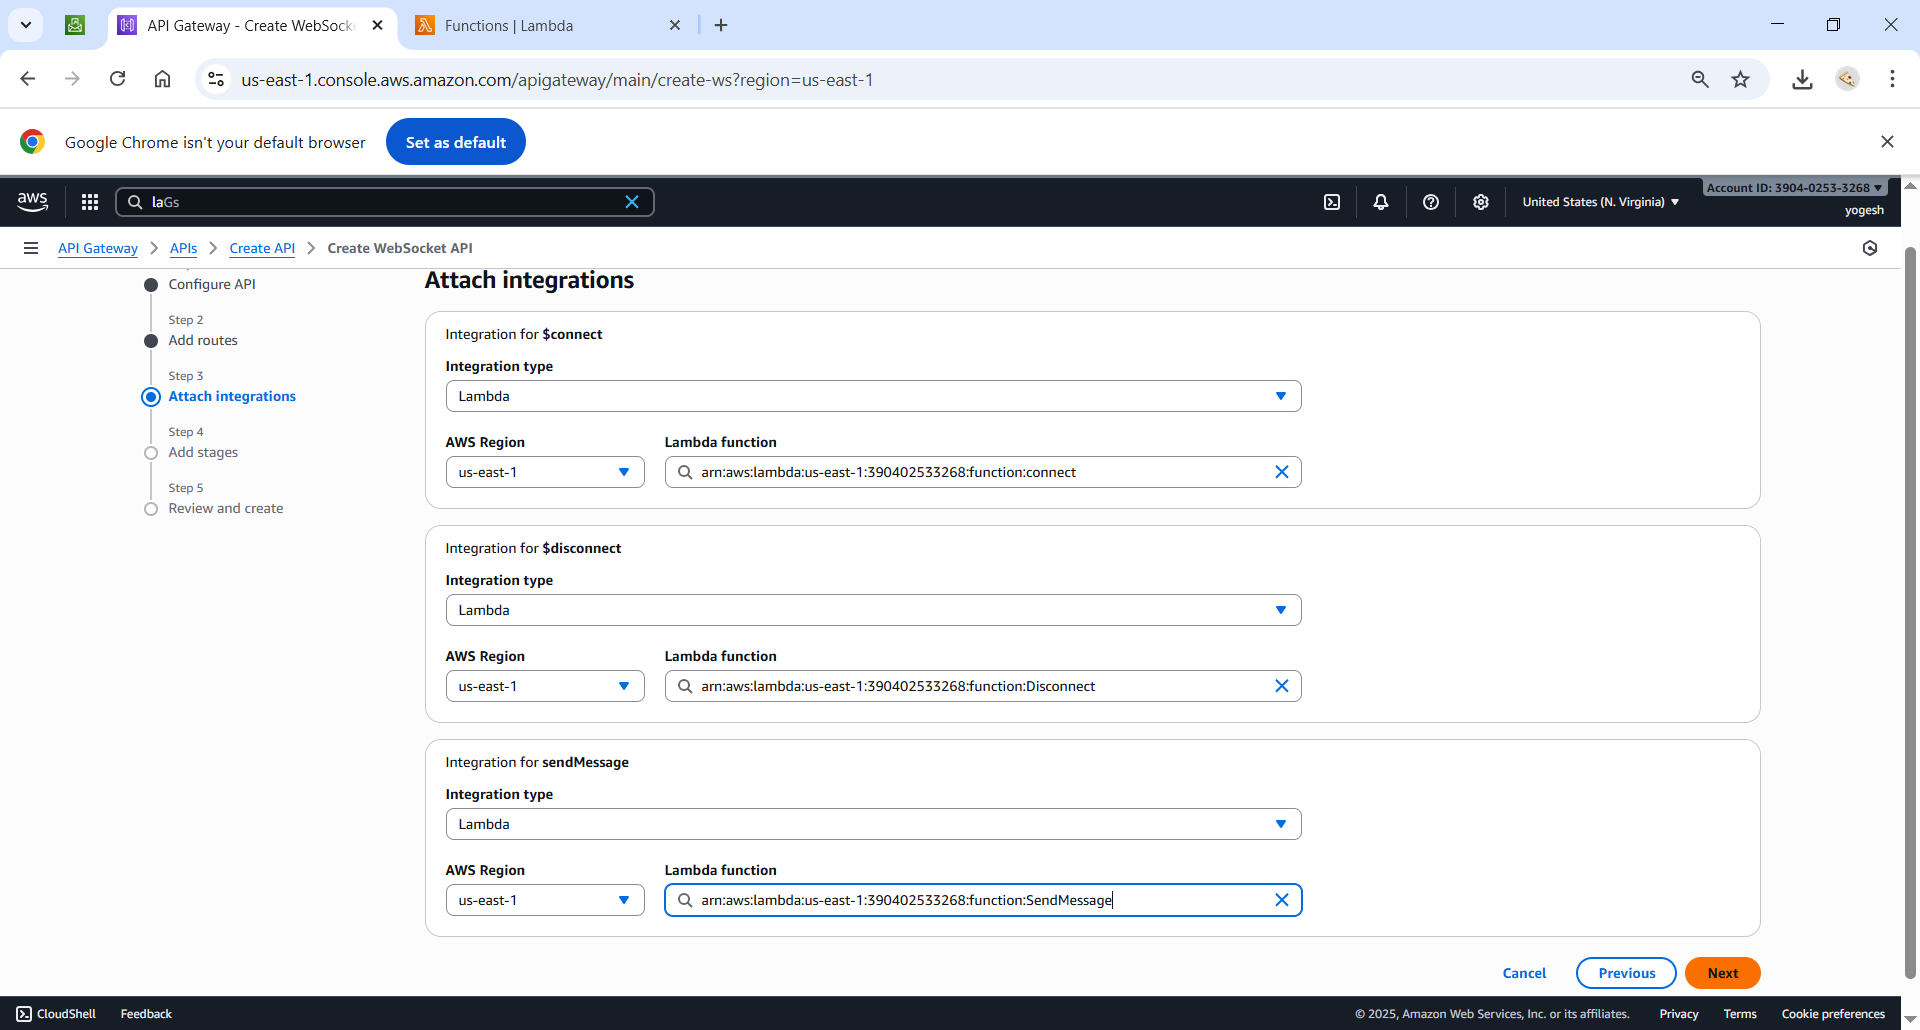 API Gateway - Create WebSocke
Functions | Lambda
us-east-1.console.aws.amazon.com/apigateway/main/create-ws?region=us-east-1
Google Chrome isn't your default browser
Set as default
aws
laGs
United States (N. Virginia)
Account ID: 3904-0253-3268
yogesh
API Gateway
APIs
Create API
Create WebSocket API
Configure API
Step 2
Add routes
Step 3
Attach integrations
Step 4
Add stages
Step 5
Review and create
Attach integrations
Integration for $connect
Integration type
Lambda
AWS Region
Lambda function
us-east-1
arn:aws:lambda:us-east-1:390402533268:function:connect
Integration for $disconnect
Integration type
Lambda
AWS Region
Lambda function
us-east-1
arn:aws:lambda:us-east-1:390402533268:function:Disconnect
Integration for sendMessage
Integration type
Lambda
AWS Region
Lambda function
us-east-1
arn:aws:lambda:us-east-1:390402533268:function:SendMessage
Cancel
Previous
Next
CloudShell
Feedback
© 2025, Amazon Web Services, Inc. or its affiliates.
Privacy
Terms
Cookie preferences